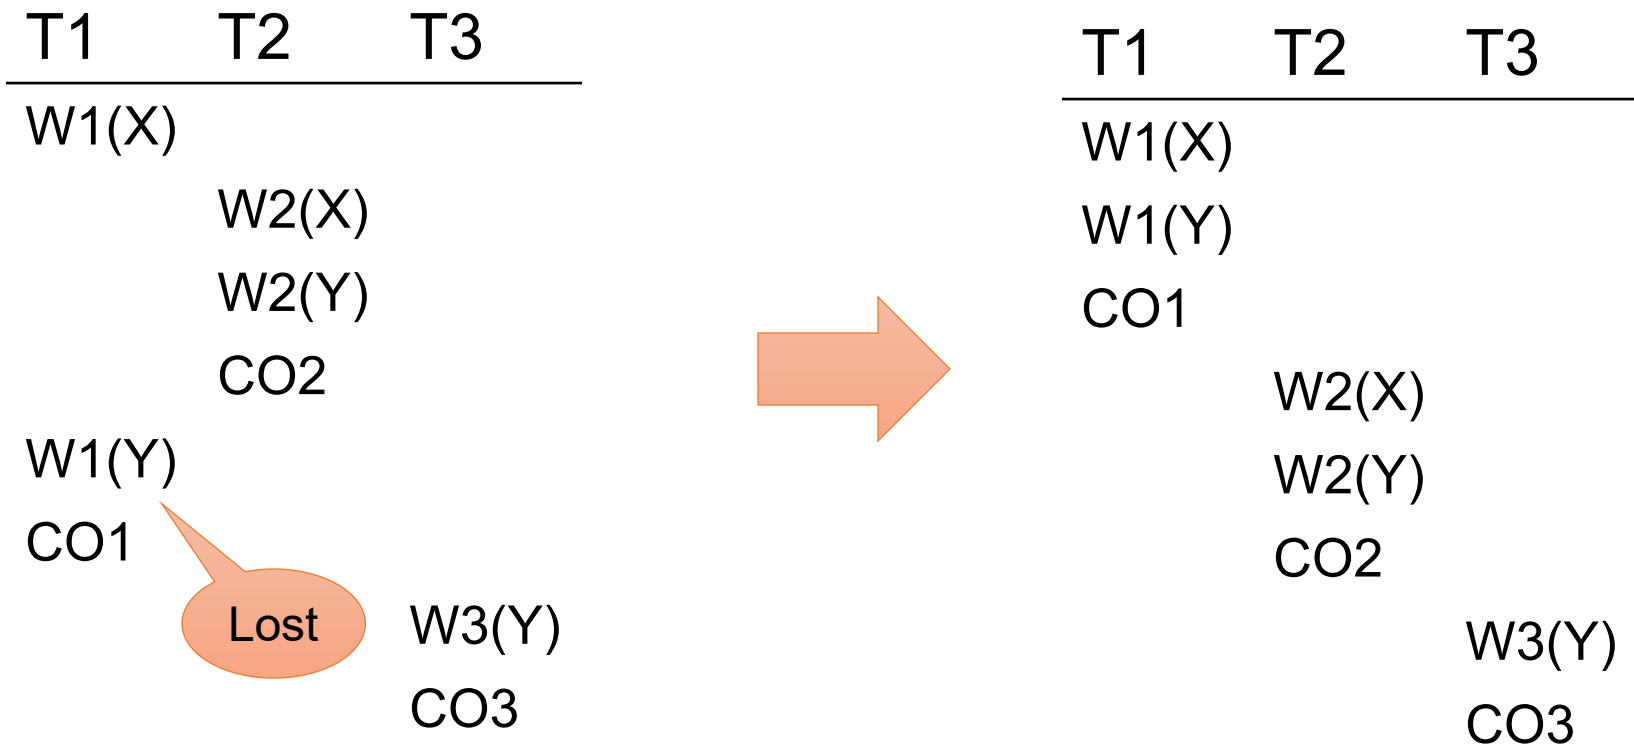 T1 T2 T3
W1(X)
W2(X)
W2(Y)
CO2
W1(Y)
CO1
Lost
W3(Y)
CO3
T1 T2 T3
W1(X)
W1(Y)
CO1
W2(X)
W2(Y)
CO2
W3(Y)
CO3